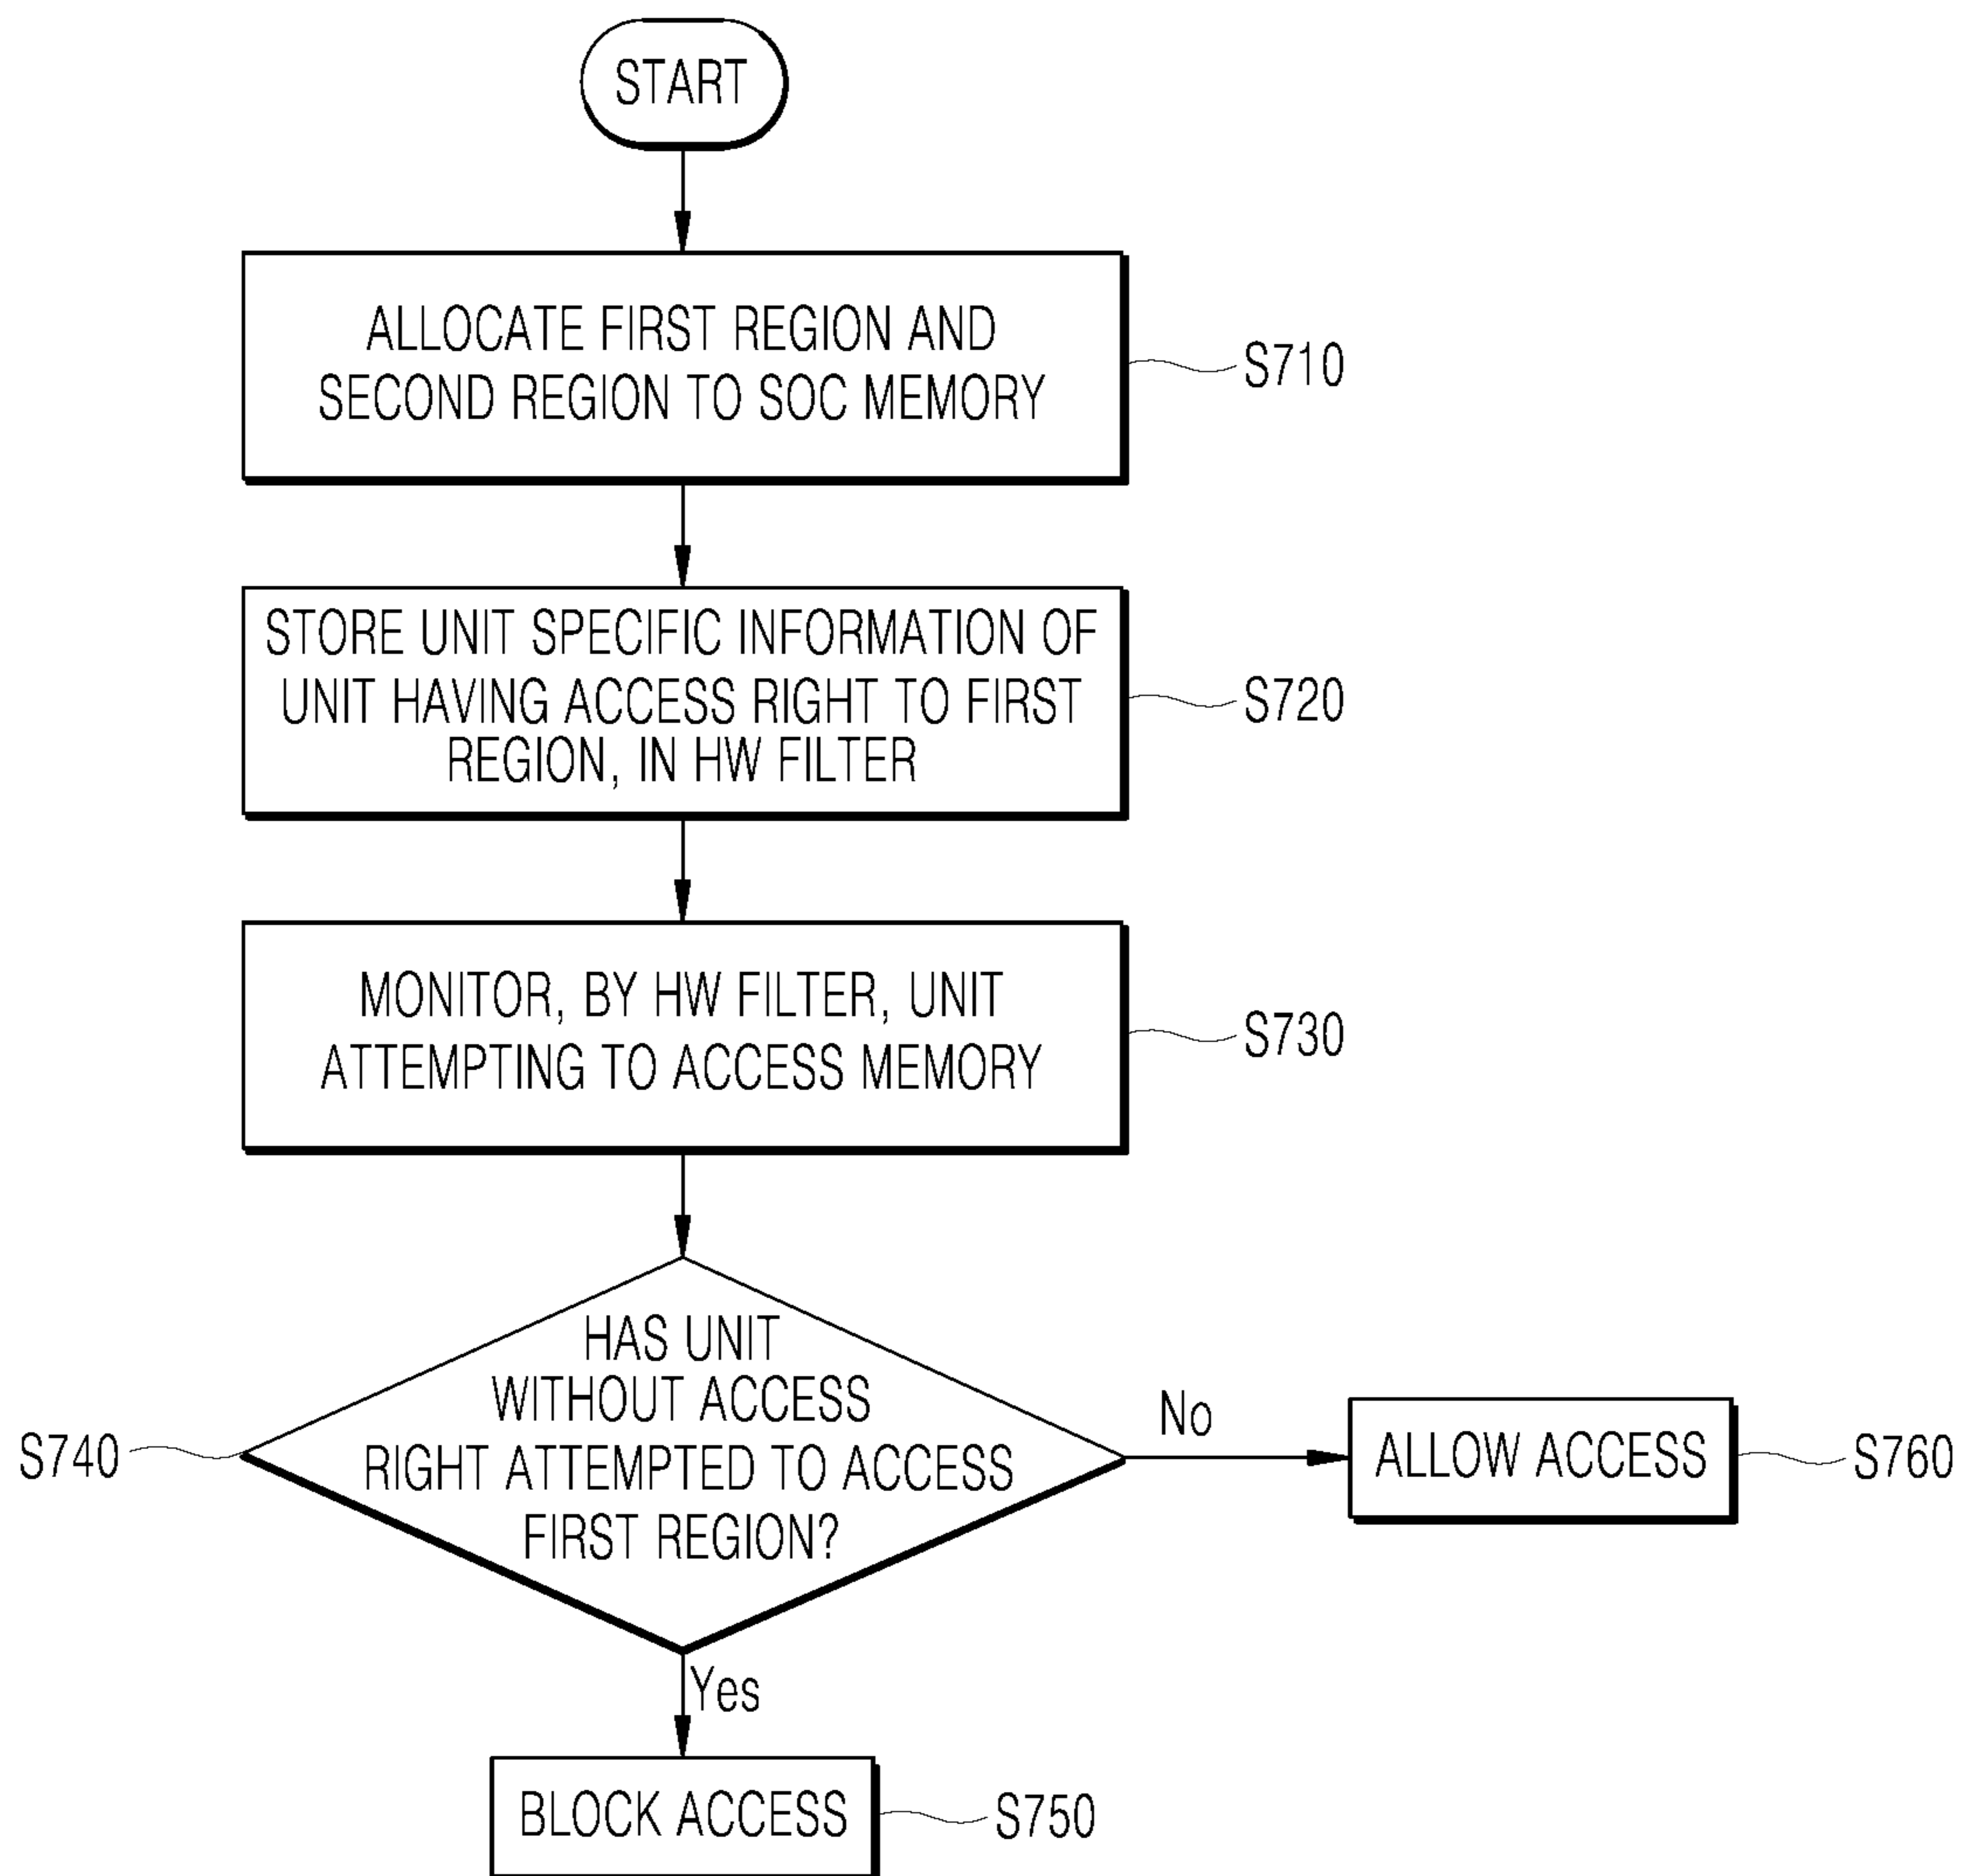 START
ALLOCATE FIRST REGION AND
SECOND REGION TO SOC MEMORY
S710
STORE UNIT SPECIFIC INFORMATION OF
UNIT HAVING ACCESS RIGHT TO FIRST
REGION, IN HW FILTER
S720
MONITOR, BY HW FILTER, UNIT
ATTEMPTING TO ACCESS MEMORY
S730
HAS UNIT
WITHOUT ACCESS
RIGHT ATTEMPTED TO ACCESS
FIRST REGION?
S740
No
ALLOW ACCESS
S760
Yes
BLOCK ACCESS
S750